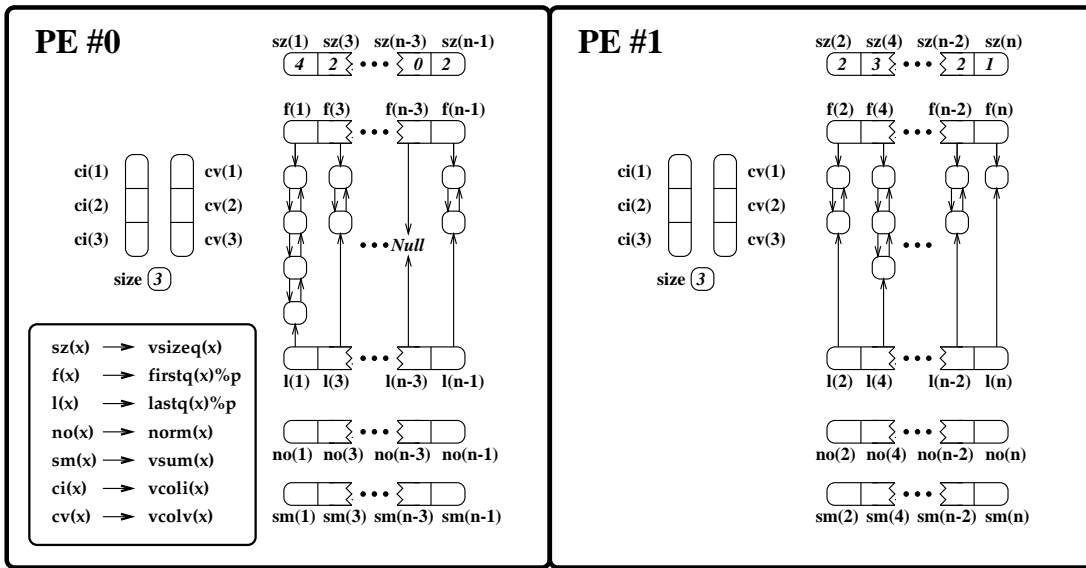 PE #0
sz(1) sz(3) sz(n-3) sz(n-1)
4 2 ••• 0 2
f(1) f(3) f(n-3) f(n-1)
•••
ci(1) cv(1)
ci(2) cv(2)
ci(3) cv(3)
••• Null
size 3
•••
l(1) l(3) l(n-3) l(n-1)
•••
no(1) no(3) no(n-3) no(n-1)
•••
sm(1) sm(3) sm(n-3) sm(n-1)
sz(x) → vsizeq(x)
f(x) → firstq(x)%p
l(x) → lastq(x)%p
no(x) → norm(x)
sm(x) → vsum(x)
ci(x) → vcoli(x)
cv(x) → vcolv(x)
PE #1
sz(2) sz(4) sz(n-2) sz(n)
2 3 ••• 2 1
f(2) f(4) f(n-2) f(n)
•••
ci(1) cv(1)
ci(2) cv(2)
ci(3) cv(3)
•••
size 3
•••
l(2) l(4) l(n-2) l(n)
•••
no(2) no(4) no(n-2) no(n)
•••
sm(2) sm(4) sm(n-2) sm(n)